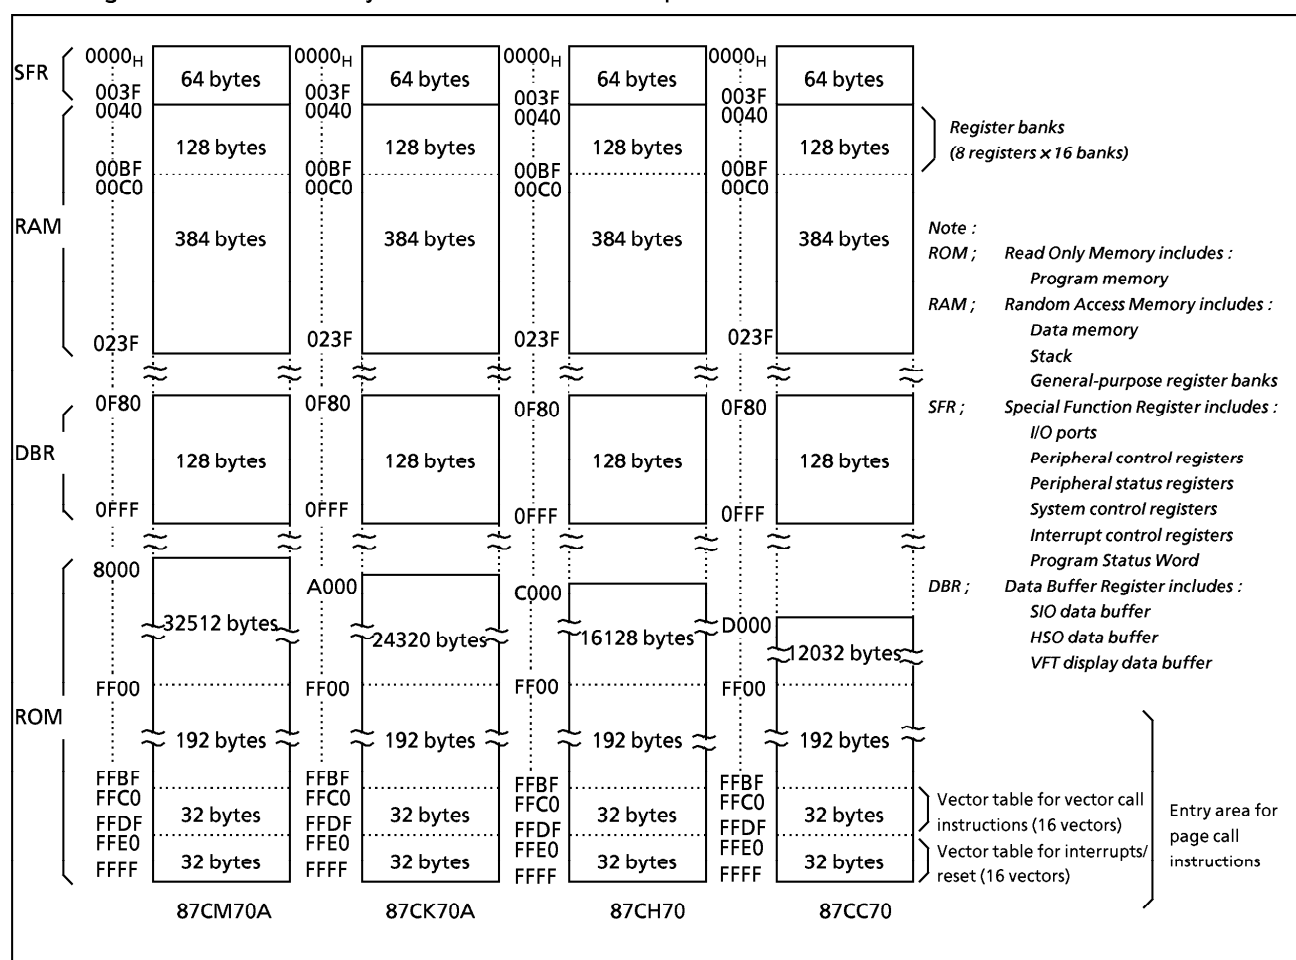 SFR
RAM
DBR
ROM
0000H
003F
0040
00BF
00C0
023F
0F80
0FFF
8000
FF00
FFBF
FFC0
FFDF
FFE0
FFFF
64 bytes
128 bytes
384 bytes
128 bytes
32512 bytes
192 bytes
32 bytes
32 bytes
87CM70A
0000H
003F
0040
00BF
00C0
023F
0F80
0FFF
A000
FF00
FFBF
FFC0
FFDF
FFE0
FFFF
64 bytes
128 bytes
384 bytes
128 bytes
24320 bytes
192 bytes
32 bytes
32 bytes
87CK70A
0000H
003F
0040
00BF
00C0
023F
0F80
0FFF
C000
FF00
FFBF
FFC0
FFDF
FFE0
FFFF
64 bytes
128 bytes
384 bytes
128 bytes
16128 bytes
192 bytes
32 bytes
32 bytes
87CH70
0000H
003F
0040
00BF
00C0
023F
0F80
0FFF
D000
FF00
FFBF
FFC0
FFDF
FFE0
FFFF
64 bytes
128 bytes
384 bytes
128 bytes
12032 bytes
192 bytes
32 bytes
32 bytes
87CC70
Register banks
(8 registers × 16 banks)
Note :
ROM ; Read Only Memory includes :
Program memory
RAM ; Random Access Memory includes :
Data memory
Stack
General-purpose register banks
SFR ; Special Function Register includes :
I/O ports
Peripheral control registers
Peripheral status registers
System control registers
Interrupt control registers
Program Status Word
DBR ; Data Buffer Register includes :
SIO data buffer
HSO data buffer
VFT display data buffer
Vector table for vector call
instructions (16 vectors)
Vector table for interrupts/
reset (16 vectors)
Entry area for
page call
instructions